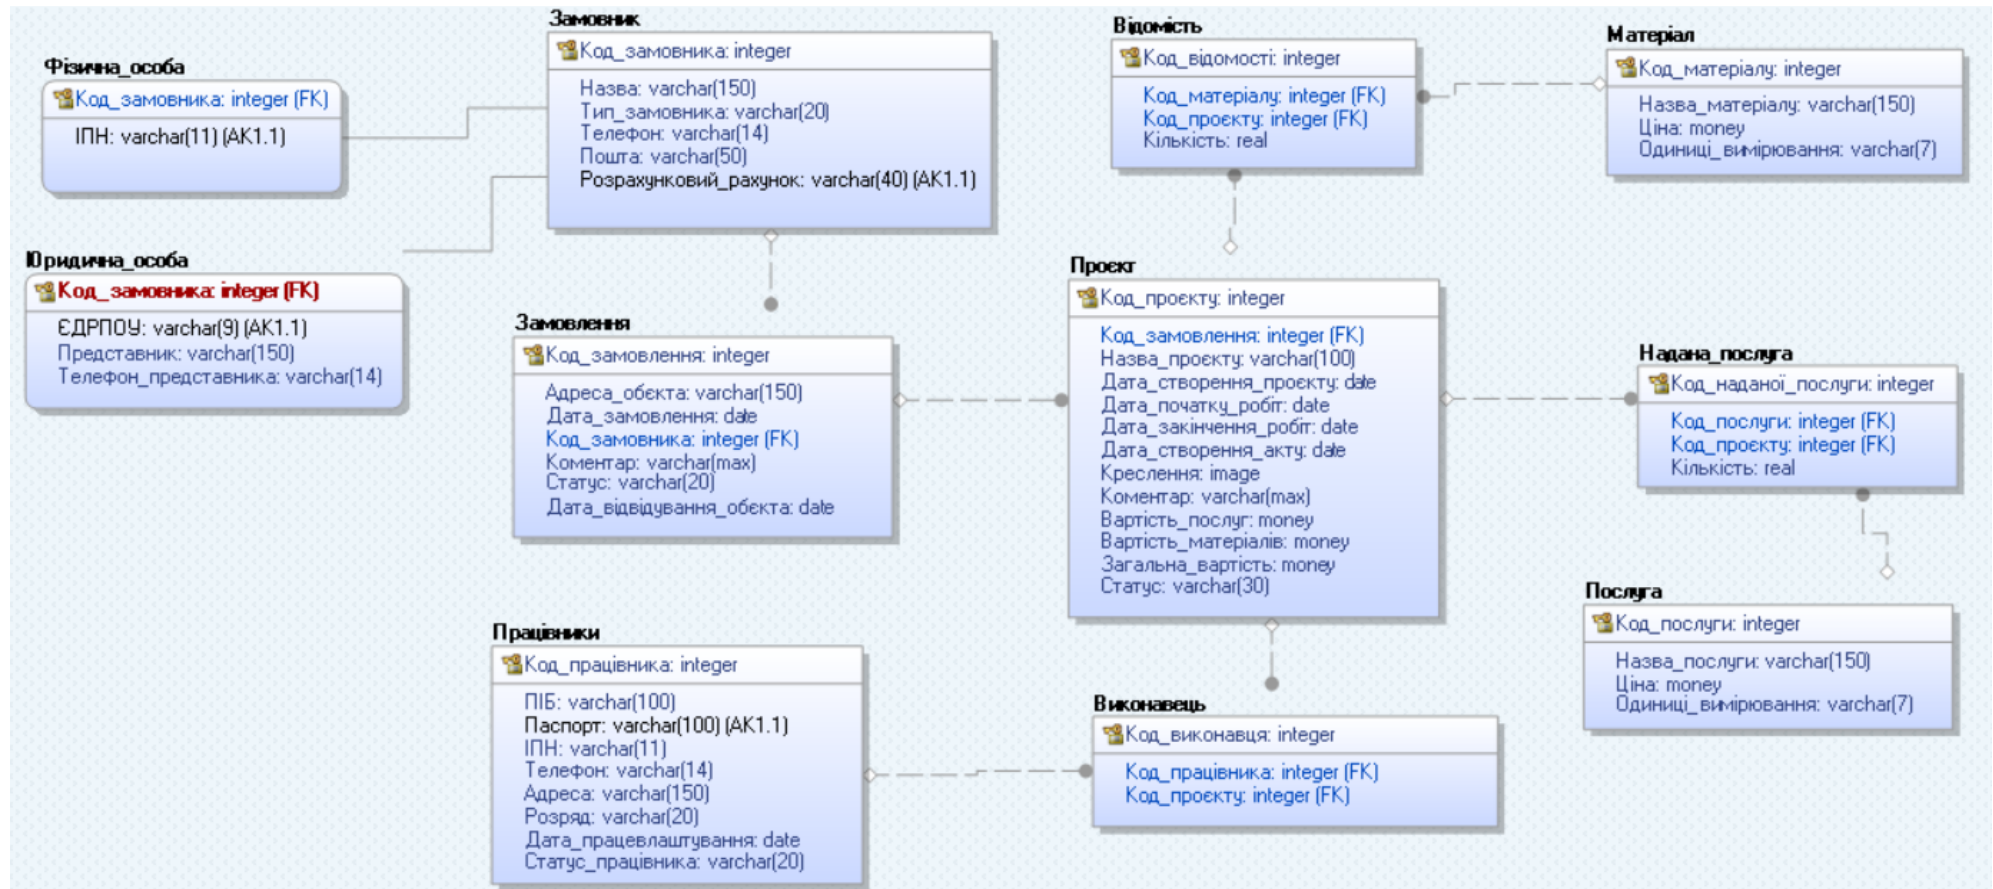 Фізична_особа
Код_замовника: integer (FK)
ІПН: varchar(11) (AK1.1)
Юридична_особа
Код_замовника: integer (FK)
ЄДРПОУ: varchar(9) (AK1.1)
Представник: varchar(150)
Телефон_представника: varchar(14)
Замовник
Код_замовника: integer
Назва: varchar(150)
Тип_замовника: varchar(20)
Телефон: varchar(14)
Пошта: varchar(50)
Розрахунковий_рахунок: varchar(40) (AK1.1)
Замовлення
Код_замовлення: integer
Адреса_обєкта: varchar(150)
Дата_замовлення: date
Код_замовника: integer (FK)
Коментар: varchar(max)
Статус: varchar(20)
Дата_відвідування_обєкта: date
Працівники
Код_працівника: integer
ПІБ: varchar(100)
Паспорт: varchar(100) (AK1.1)
ІПН: varchar(11)
Телефон: varchar(14)
Адреса: varchar(150)
Розряд: varchar(20)
Дата_працевлаштування: date
Статус_працівника: varchar(20)
Відомість
Код_відомості: integer
Код_матеріалу: integer (FK)
Код_проєкту: integer (FK)
Кількість: real
Проєкт
Код_проєкту: integer
Код_замовлення: integer (FK)
Назва_проєкту: varchar(100)
Дата_створення_проєкту: date
Дата_початку_робіт: date
Дата_закінчення_робіт: date
Дата_створення_акту: date
Креслення: image
Коментар: varchar(max)
Вартість_послуг: money
Вартість_матеріалів: money
Загальна_вартість: money
Статус: varchar(30)
Виконавець
Код_виконавця: integer
Код_працівника: integer (FK)
Код_проєкту: integer (FK)
Матеріал
Код_матеріалу: integer
Назва_матеріалу: varchar(150)
Ціна: money
Одиниці_вимірювання: varchar(7)
Надана_послуга
Код_наданої_послуги: integer
Код_послуги: integer (FK)
Код_проєкту: integer (FK)
Кількість: real
Послуга
Код_послуги: integer
Назва_послуги: varchar(150)
Ціна: money
Одиниці_вимірювання: varchar(7)